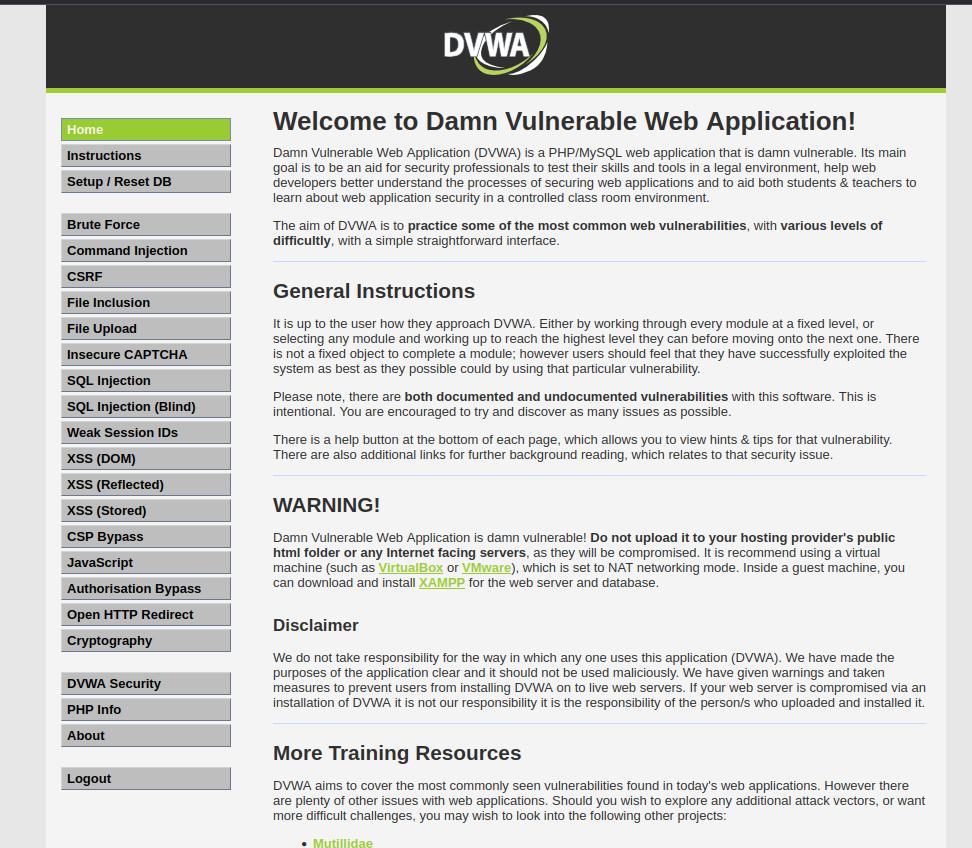 DVWA
Home
Instructions
Setup / Reset DB
Brute Force
Command Injection
CSRF
File Inclusion
File Upload
Insecure CAPTCHA
SQL Injection
SQL Injection (Blind)
Weak Session IDs
XSS (DOM)
XSS (Reflected)
XSS (Stored)
CSP Bypass
JavaScript
Authorisation Bypass
Open HTTP Redirect
Cryptography
DVWA Security
PHP Info
About
Logout
Welcome to Damn Vulnerable Web Application!
Damn Vulnerable Web Application (DVWA) is a PHP/MySQL web application that is damn vulnerable. Its main
goal is to be an aid for security professionals to test their skills and tools in a legal environment, help web
developers better understand the processes of securing web applications and to aid both students & teachers to
learn about web application security in a controlled class room environment.
The aim of DVWA is to practice some of the most common web vulnerabilities, with various levels of
difficultly, with a simple straightforward interface.
General Instructions
It is up to the user how they approach DVWA. Either by working through every module at a fixed level, or
selecting any module and working up to reach the highest level they can before moving onto the next one. There
is not a fixed object to complete a module; however users should feel that they have successfully exploited the
system as best as they possible could by using that particular vulnerability.
Please note, there are both documented and undocumented vulnerabilities with this software. This is
intentional. You are encouraged to try and discover as many issues as possible.
There is a help button at the bottom of each page, which allows you to view hints & tips for that vulnerability.
There are also additional links for further background reading, which relates to that security issue.
WARNING!
Damn Vulnerable Web Application is damn vulnerable! Do not upload it to your hosting provider's public
html folder or any Internet facing servers, as they will be compromised. It is recommend using a virtual
machine (such as VirtualBox or VMware), which is set to NAT networking mode. Inside a guest machine, you
can download and install XAMPP for the web server and database.
Disclaimer
We do not take responsibility for the way in which any one uses this application (DVWA). We have made the
purposes of the application clear and it should not be used maliciously. We have given warnings and taken
measures to prevent users from installing DVWA on to live web servers. If your web server is compromised via an
installation of DVWA it is not our responsibility it is the responsibility of the person/s who uploaded and installed it.
More Training Resources
DVWA aims to cover the most commonly seen vulnerabilities found in today's web applications. However there
are plenty of other issues with web applications. Should you wish to explore any additional attack vectors, or want
more difficult challenges, you may wish to look into the following other projects:
• Mutillidae